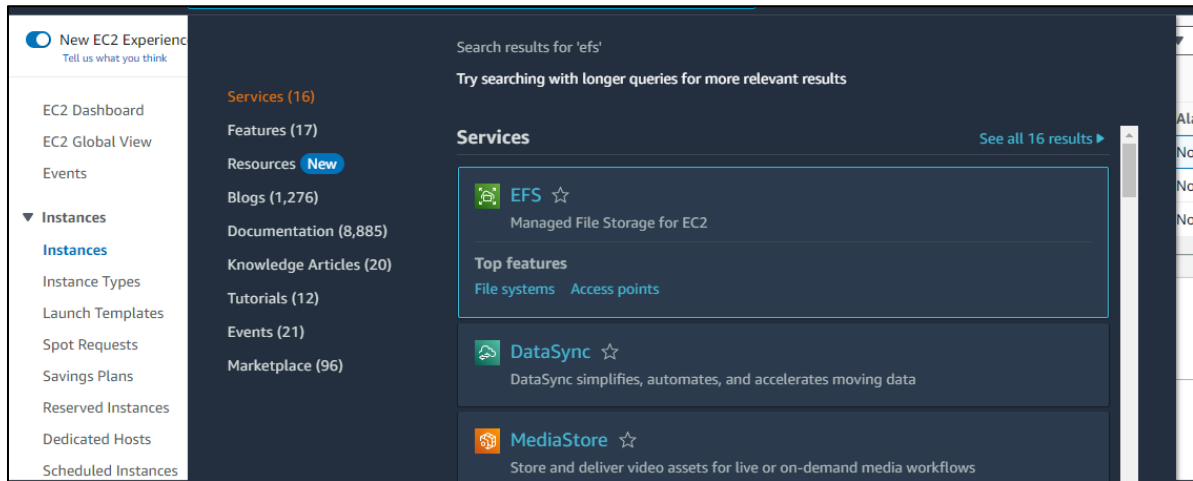 New EC2 Experienc
Tell us what you think
EC2 Dashboard
EC2 Global View
Events
Instances
Instances
Instance Types
Launch Templates
Spot Requests
Savings Plans
Reserved Instances
Dedicated Hosts
Scheduled Instances
Services (16)
Features (17)
Resources New
Blogs (1,276)
Documentation (8,885)
Knowledge Articles (20)
Tutorials (12)
Events (21)
Marketplace (96)
Search results for 'efs'
Try searching with longer queries for more relevant results
Services
See all 16 results
EFS
Managed File Storage for EC2
Top features
File systems Access points
DataSync
DataSync simplifies, automates, and accelerates moving data
MediaStore
Store and deliver video assets for live or on-demand media workflows
Ala
No
No
No